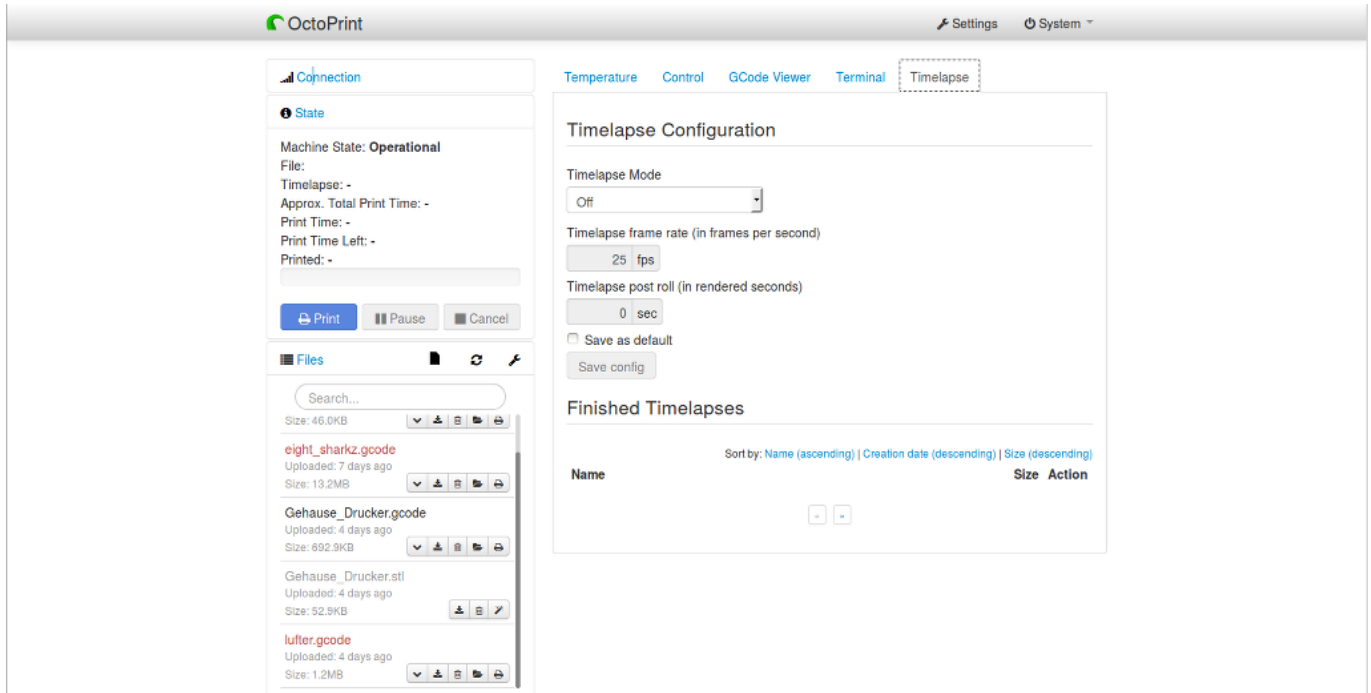 OctoPrint
Settings
System
Connection
State
Machine State: Operational
File:
Timelapse: -
Approx. Total Print Time: -
Print Time: -
Print Time Left: -
Printed: -
Print
Pause
Cancel
Files
Search...
Size: 46.0KB
eight_sharkz.gcode
Uploaded: 7 days ago
Size: 13.2MB
Gehause_Drucker.gcode
Uploaded: 4 days ago
Size: 692.9KB
Gehause_Drucker.stl
Uploaded: 4 days ago
Size: 52.9KB
lufter.gcode
Uploaded: 4 days ago
Size: 1.2MB
Temperature Control GCode Viewer Terminal Timelapse
Timelapse Configuration
Timelapse Mode
Off
Timelapse frame rate (in frames per second)
25 fps
Timelapse post roll (in rendered seconds)
0 sec
Save as default
Save config
Finished Timelapses
Sort by: Name (ascending) | Creation date (descending) | Size (descending)
Name Size Action
« »